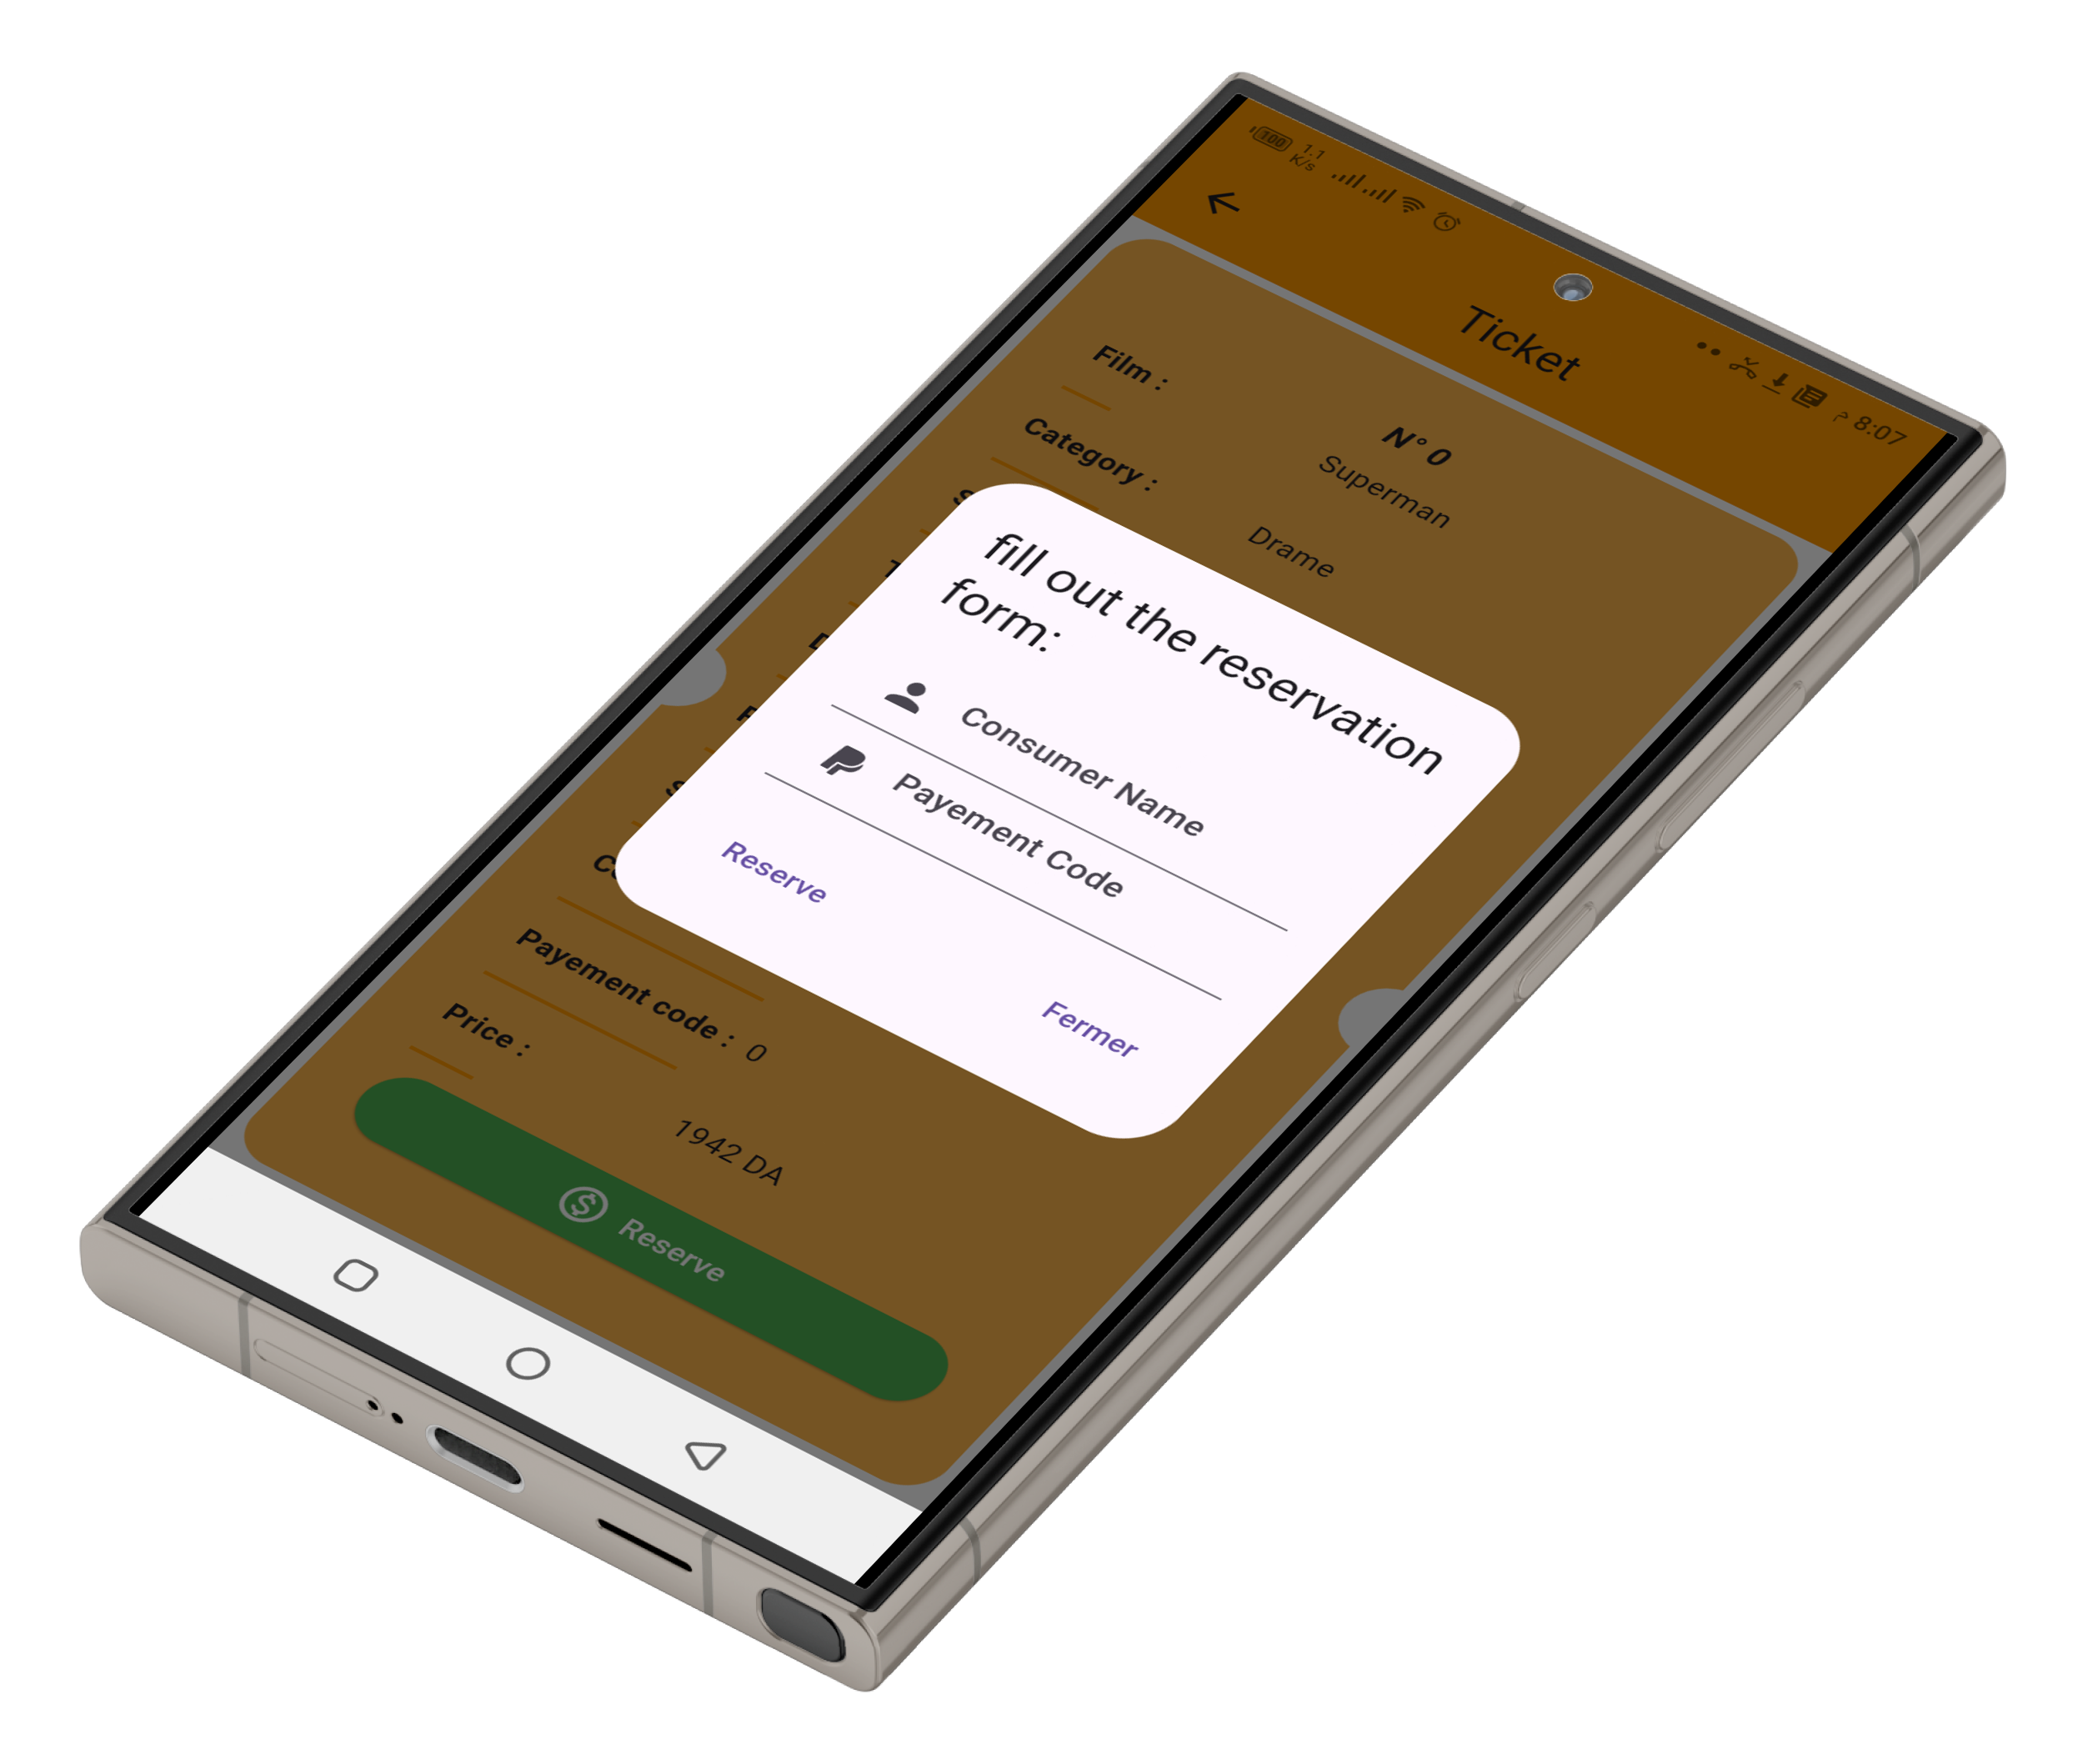 100 1.1 K/s 8:07
Ticket
N° 0
Film : Superman
Category : Drame
fill out the reservation
form:
Consumer Name
Payement Code
Reserve Fermer
Payement code : 0
Price : 1942 DA
Reserve